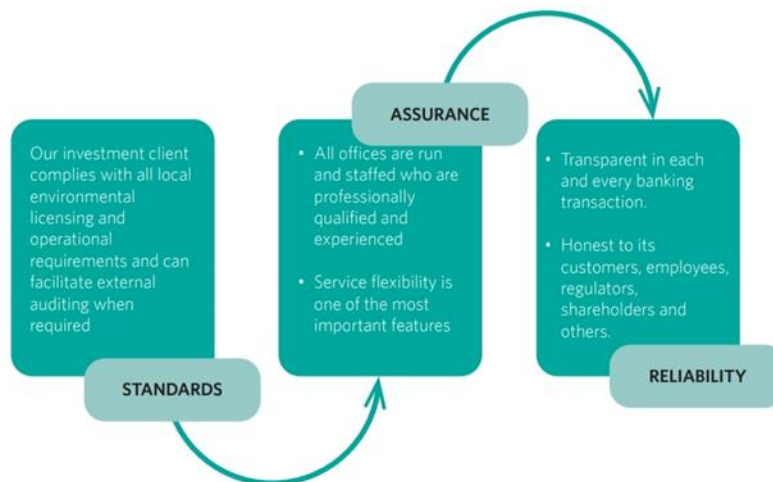 Our investment client
complies with all local
environmental
licensing and
operational
requirements and can
facilitate external
auditing when
required
STANDARDS
ASSURANCE
• All offices are run
and staffed who are
professionally
qualified and
experienced
• Service flexibility is
one of the most
important features
• Transparent in each
and every banking
transaction.
• Honest to its
customers, employees,
regulators,
shareholders and
others.
RELIABILITY